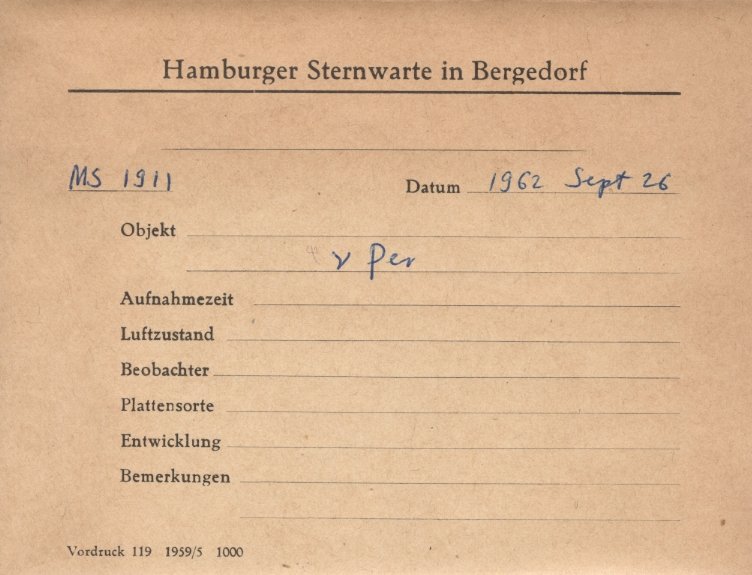 Hamburger Sternwarte in Bergedorf
MS 1911 Datum 1962 Sept 26
Objekt
ν Per
Aufnahmezeit
Luftzustand
Beobachter
Plattensorte
Entwicklung
Bemerkungen
Vordruck 119 1959/5 1000